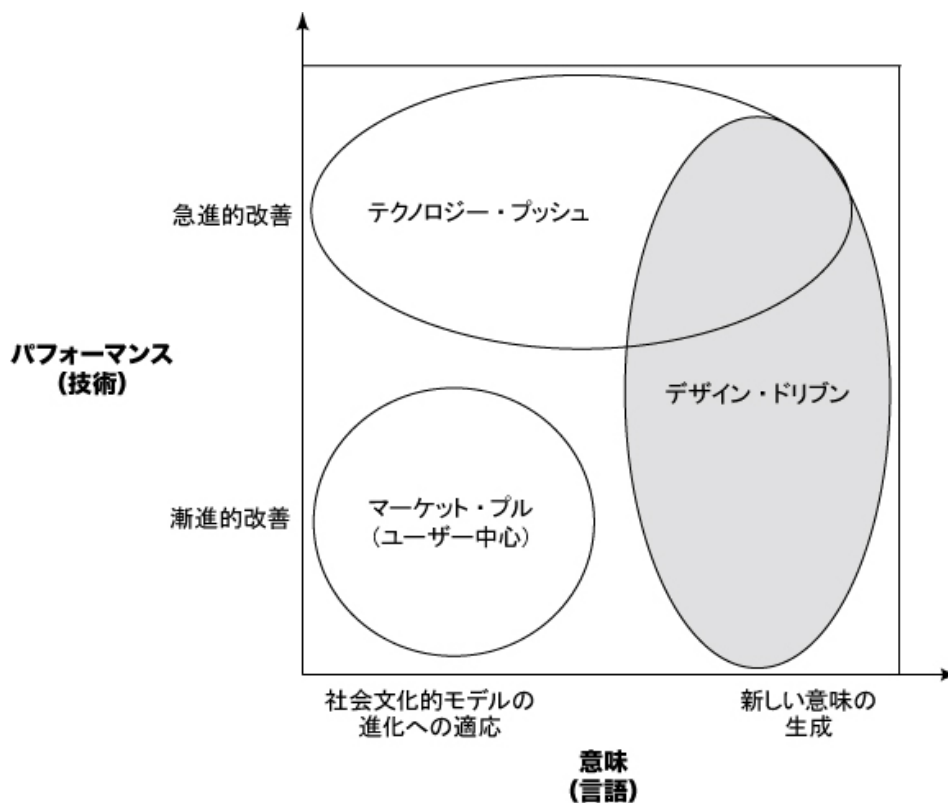 急進的改善
テクノロジー・プッシュ
パフォーマンス
(技術)
デザイン・ドリブン
漸進的改善
マーケット・プル
(ユーザー中心)
社会文化的モデルの
進化への適応
新しい意味の
生成
意味
(言語)